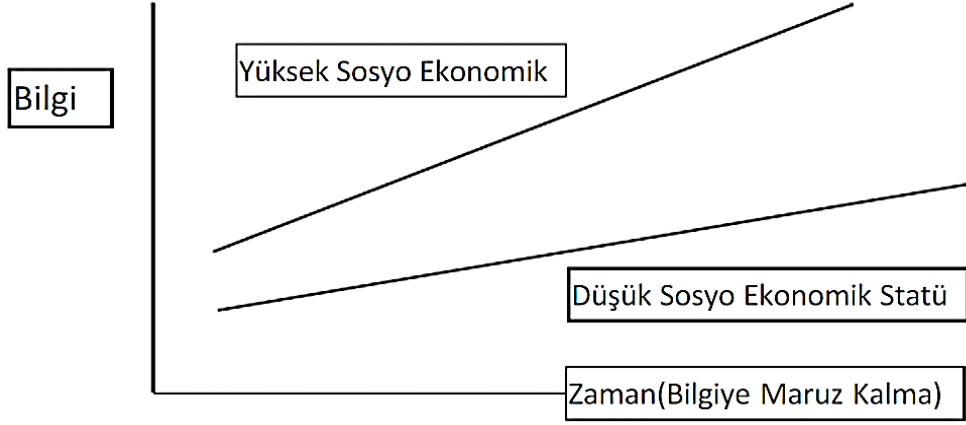 Yüksek Sosyo Ekonomik
Bilgi
Düşük Sosyo Ekonomik Statü
Zaman(Bilgiye Maruz Kalma)